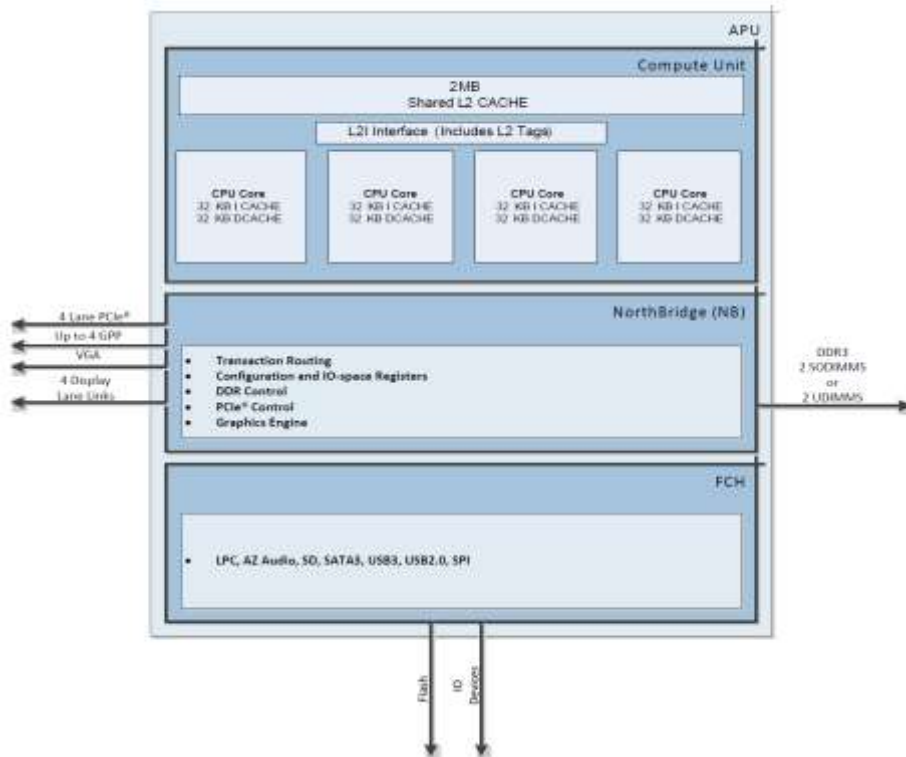 APU
Compute Unit
2MB
Shared L2 CACHE
L2I Interface (Includes L2 Tags)
CPU Core
32 KB I CACHE
32 KB DCACHE
CPU Core
32 KB I CACHE
32 KB DCACHE
CPU Core
32 KB I CACHE
32 KB DCACHE
CPU Core
32 KB I CACHE
32 KB DCACHE
NorthBridge (NB)
4 Lane PCIe®
Up to 4 GPP
VGA
4 Display
Lane Links
• Transaction Routing
• Configuration and IO-space Registers
• DDR Control
• PCIe® Control
• Graphics Engine
DDR3
2 SODIMMS
or
2 UDIMMS
FCH
• LPC, AZ Audio, SD, SATA3, USB3, USB2.0, SPI
Flash
IO
Devices